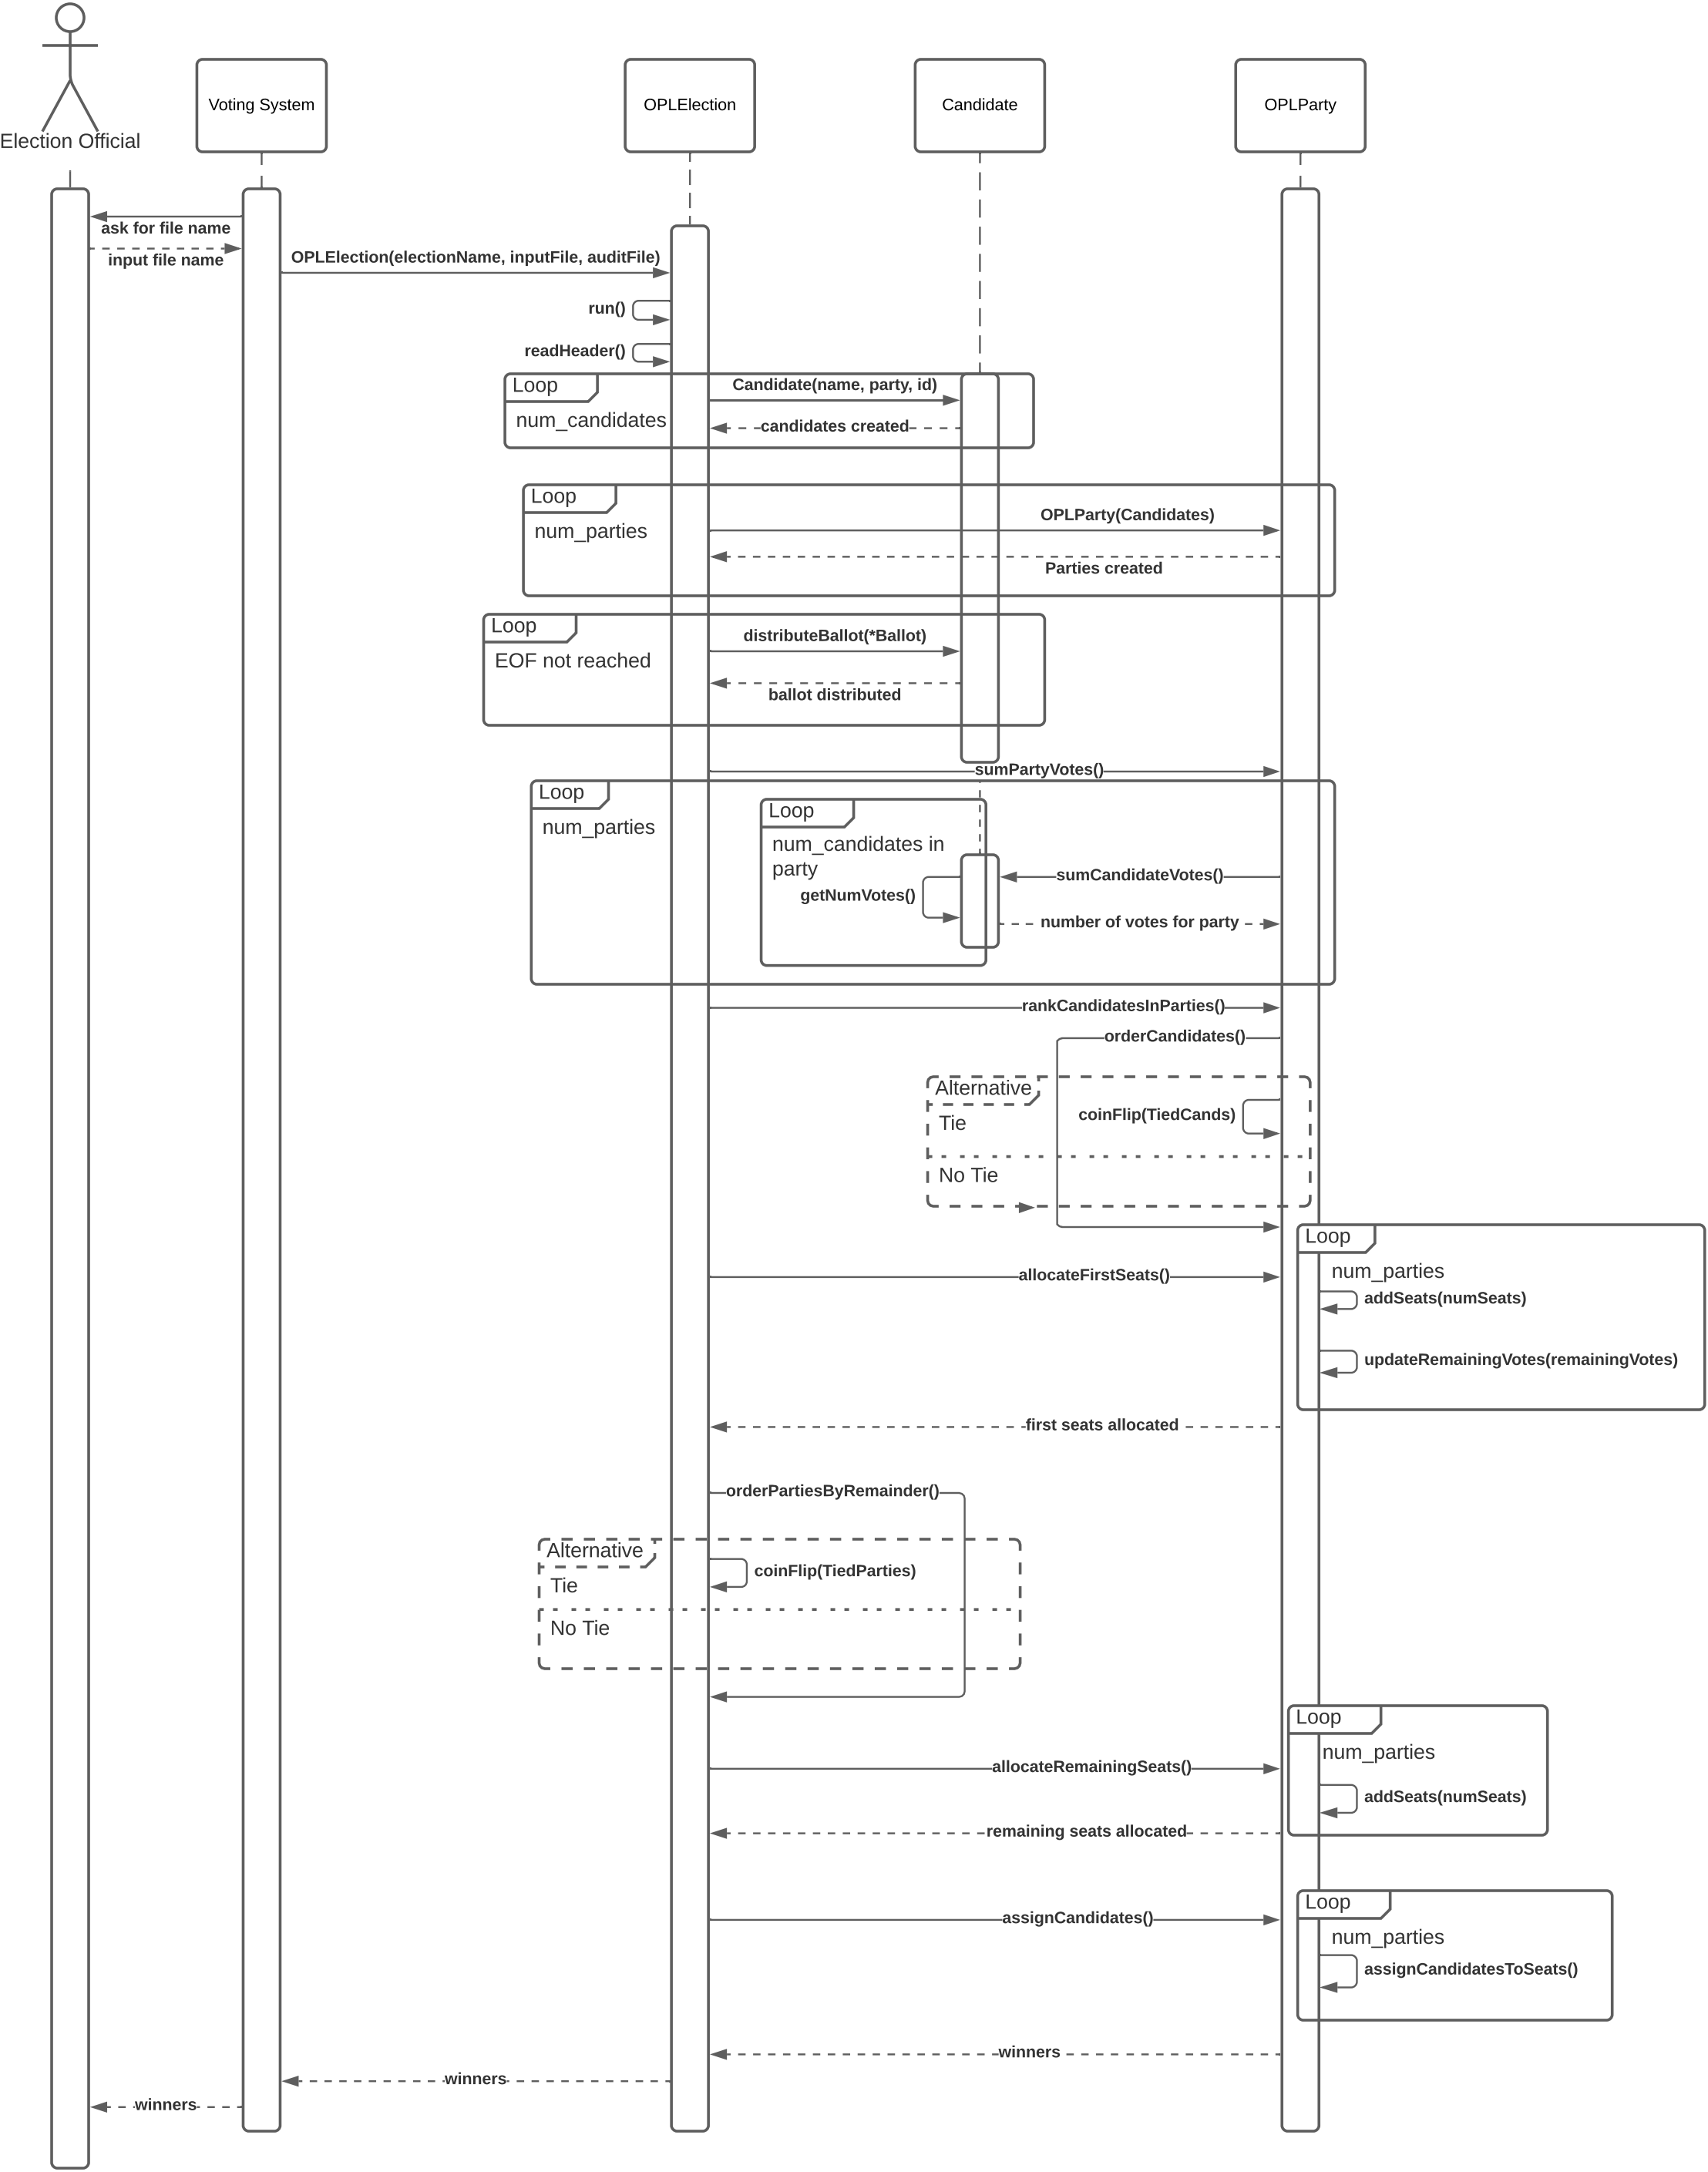 Election Official
Voting System
OPLElection
Candidate
OPLParty
ask for file name
input file name
OPLElection(electionName, inputFile, auditFile)
run()
readHeader()
Loop
num_candidates
Candidate(name, party, id)
candidates created
Loop
num_parties
OPLParty(Candidates)
Parties created
Loop
EOF not reached
distributeBallot(*Ballot)
ballot distributed
sumPartyVotes()
Loop
num_parties
Loop
num_candidates in
party
sumCandidateVotes()
getNumVotes()
number of votes for party
rankCandidatesInParties()
orderCandidates()
Alternative
Tie
coinFlip(TiedCands)
No Tie
Loop
num_parties
allocateFirstSeats()
addSeats(numSeats)
updateRemainingVotes(remainingVotes)
first seats allocated
orderPartiesByRemainder()
Alternative
Tie
coinFlip(TiedParties)
No Tie
Loop
num_parties
allocateRemainingSeats()
addSeats(numSeats)
remaining seats allocated
Loop
assignCandidates()
num_parties
assignCandidatesToSeats()
winners
winners
winners